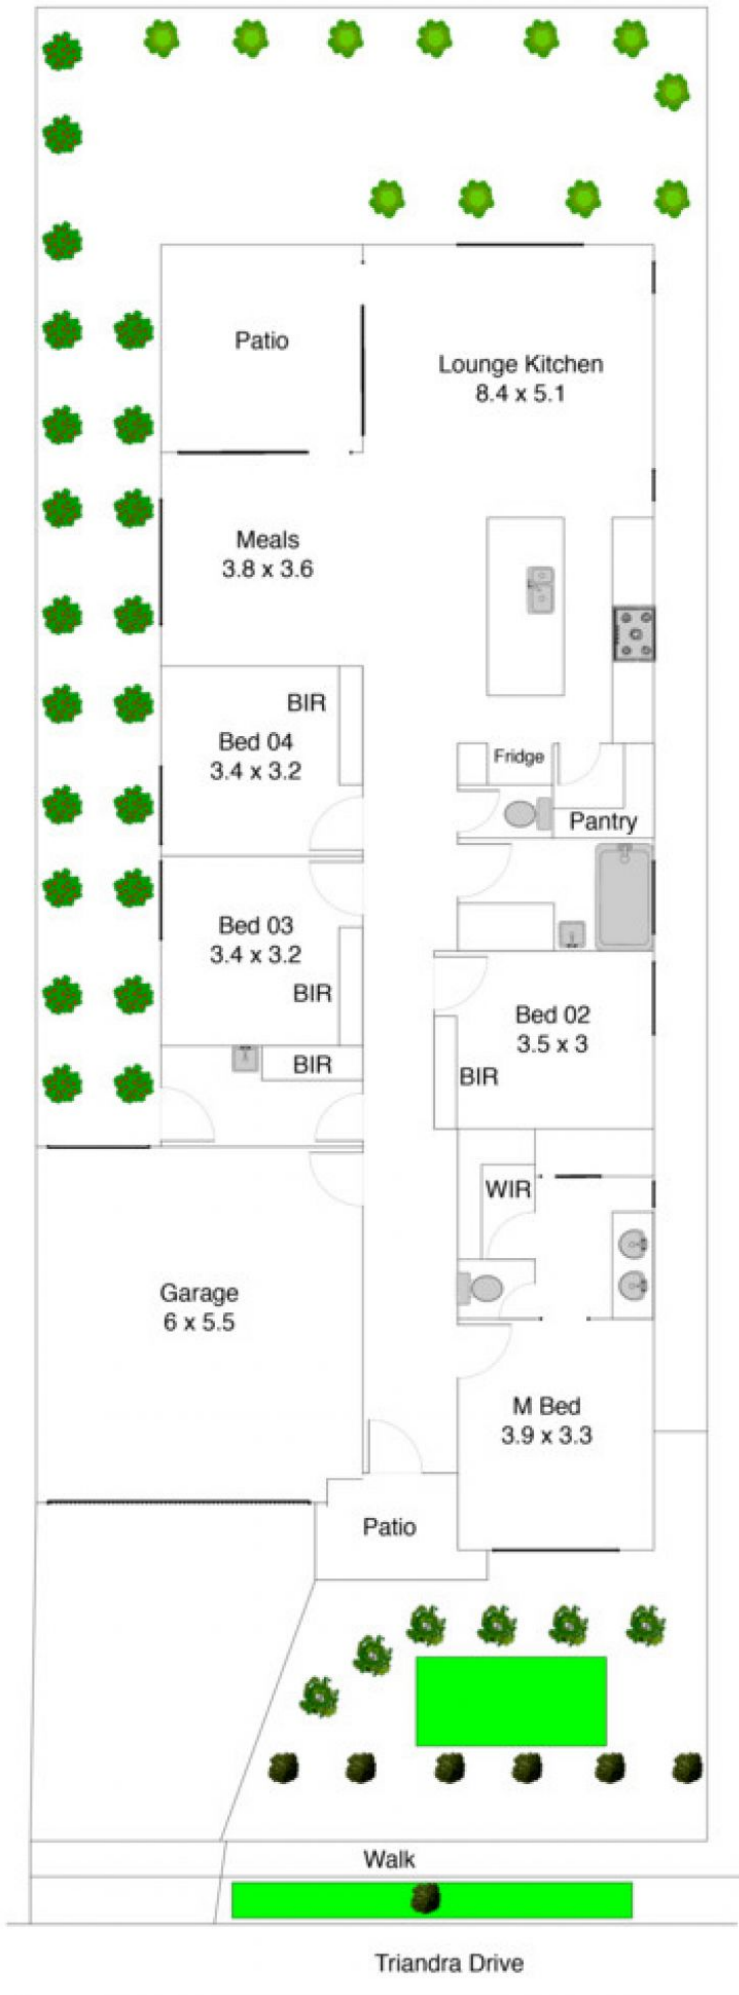 Patio
Lounge Kitchen
8.4 x 5.1
Meals
3.8 x 3.6
BIR
Bed 04
3.4 x 3.2
Fridge
Pantry
Bed 03
3.4 x 3.2
BIR
Bed 02
3.5 x 3
BIR
BIR
WIR
Garage
6 x 5.5
M Bed
3.9 x 3.3
Patio
Walk
Triandra Drive